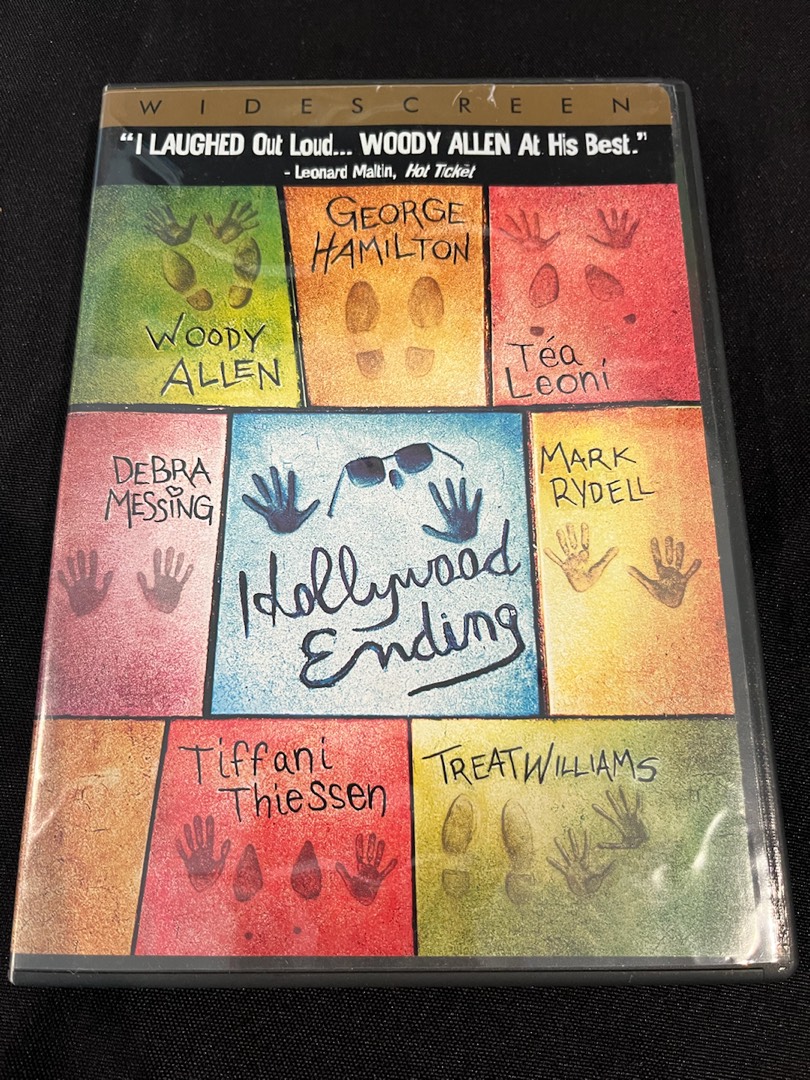 WIDESCREEN
"I LAUGHED Out Loud... WOODY ALLEN At His Best."
- Leonard Maltin, Hot Ticket
WOODY
ALLEN
GEORGE
HAMILTON
Téa
Leoni
DEBRA
MESSING
Hollywood
Ending
MARK
RYDELL
Tiffani
Thiessen
TREAT WILLIAMS